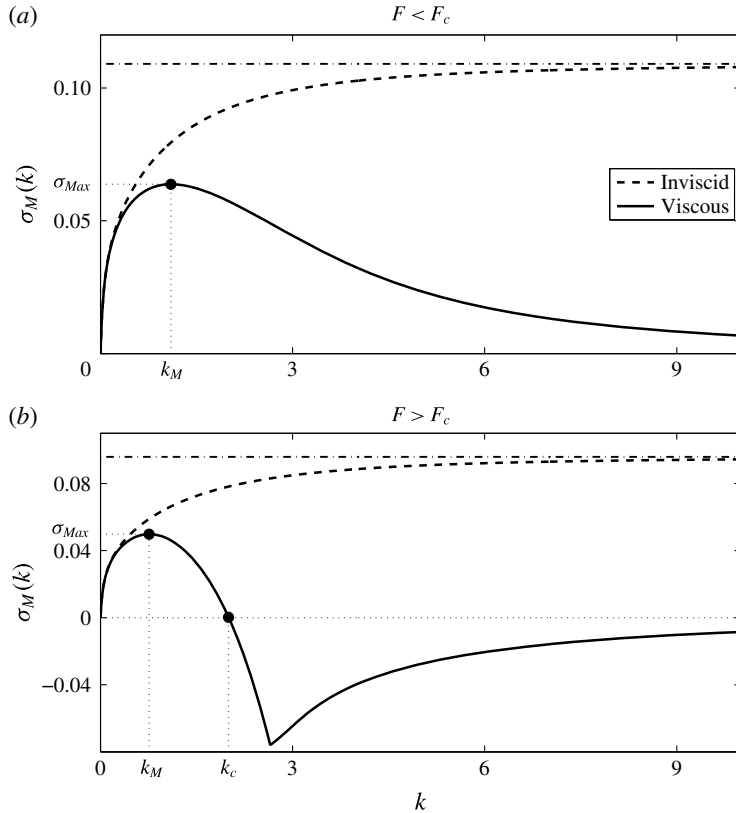 (a)
F < F_c
0.10
σ_Max
0.05
0
σ_M(k)
Inviscid
Viscous
k_M
3
6
9
(b)
F > F_c
0.08
σ_Max
0.04
0
−0.04
σ_M(k)
0
k_M
k_c
3
6
9
k